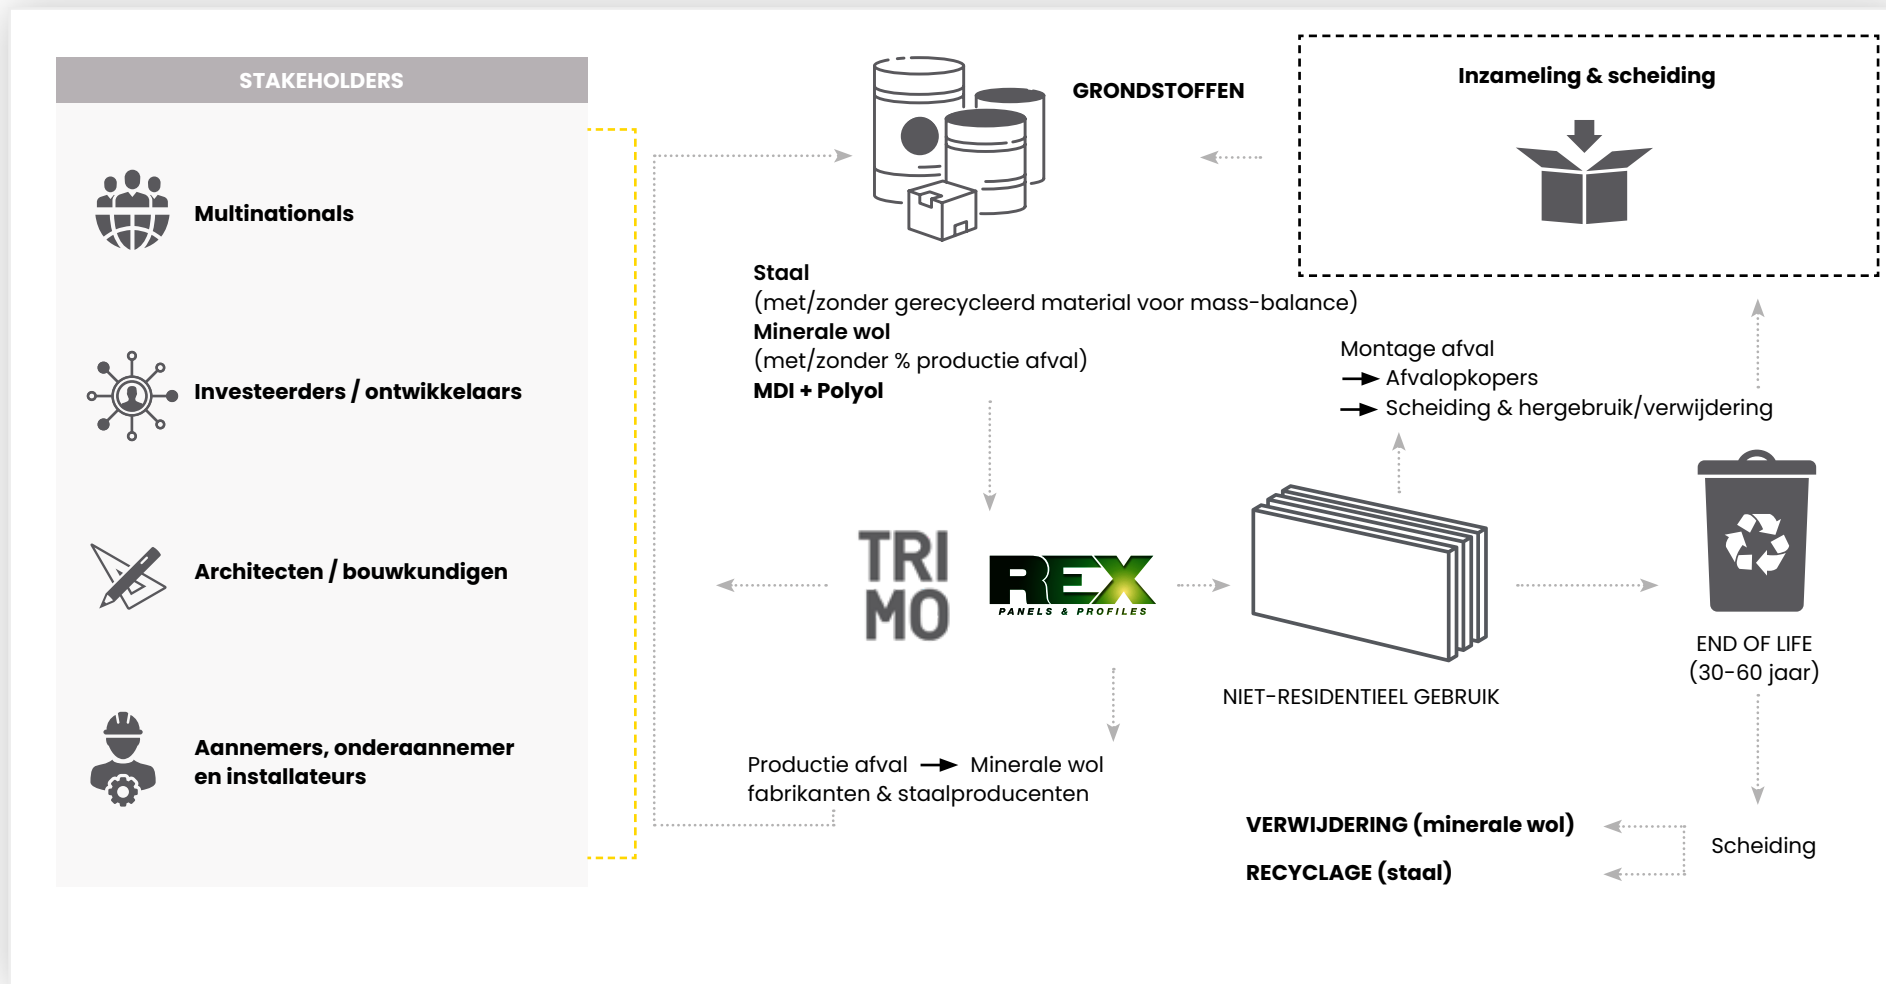 STAKEHOLDERS
Multinationals
Investeerders / ontwikkelaars
Architecten / bouwkundigen
Aannemers, onderaannemer
en installateurs
GRONDSTOFFEN
Staal
(met/zonder gerecycleerd material voor mass-balance)
Minerale wol
(met/zonder % productie afval)
MDI + Polyol
Inzameling & scheiding
Montage afval
Afvalopkopers
Scheiding & hergebruik/verwijdering
TRI
MO
REX
PANELS & PROFILES
NIET-RESIDENTIEEL GEBRUIK
END OF LIFE
(30-60 jaar)
Productie afval → Minerale wol
fabrikanten & staalproducenten
VERWIJDERING (minerale wol)
RECYCLAGE (staal)
Scheiding